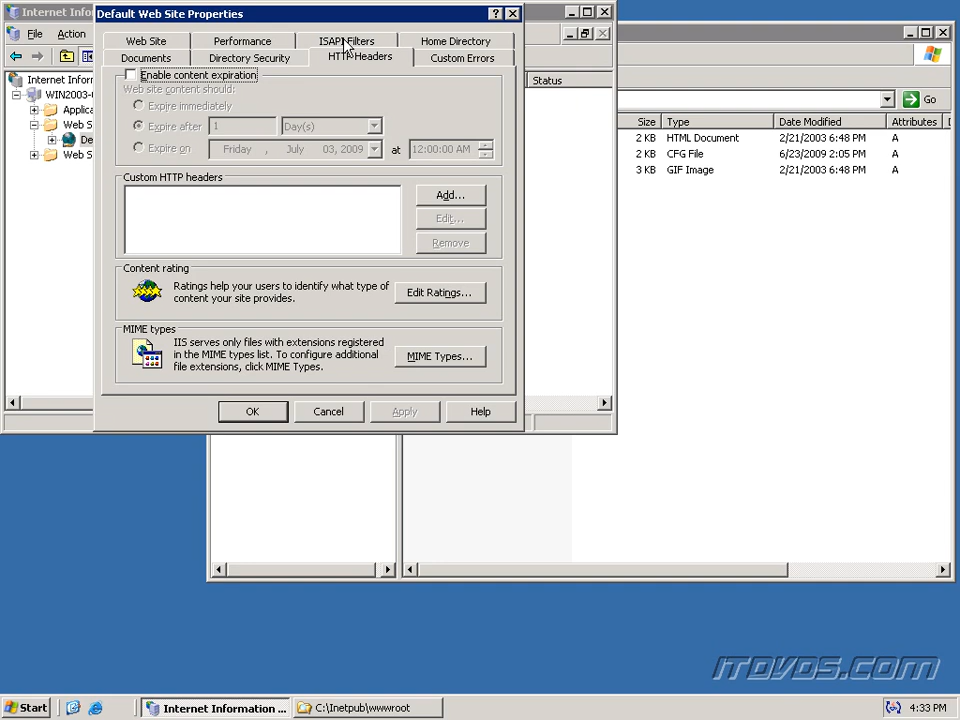 Internet Info
Default Web Site Properties
File
Action
Web Site
Performance
ISAPI Filters
Home Directory
Documents
Directory Security
HTTP Headers
Custom Errors
Internet Inforr
WIN2003-
Applica
Web S
De
Web S
Enable content expiration
Web site content should:
Expire immediately
Expire after
1
Day(s)
Expire on
Friday , July 03, 2009
at
12:00:00 AM
Custom HTTP headers
Add...
Edit...
Remove
Content rating
Ratings help your users to identify what type of
content your site provides.
Edit Ratings...
MIME types
IIS serves only files with extensions registered
in the MIME types list. To configure additional
file extensions, click MIME Types.
MIME Types...
OK
Cancel
Apply
Help
Status
Go
Size
Type
Date Modified
Attributes
2 KB
HTML Document
2/21/2003 6:48 PM
A
2 KB
CFG File
6/23/2009 2:05 PM
A
3 KB
GIF Image
2/21/2003 6:48 PM
A
ITDVDS.COM
Start
Internet Information ...
C:\Inetpub\wwwroot
4:33 PM